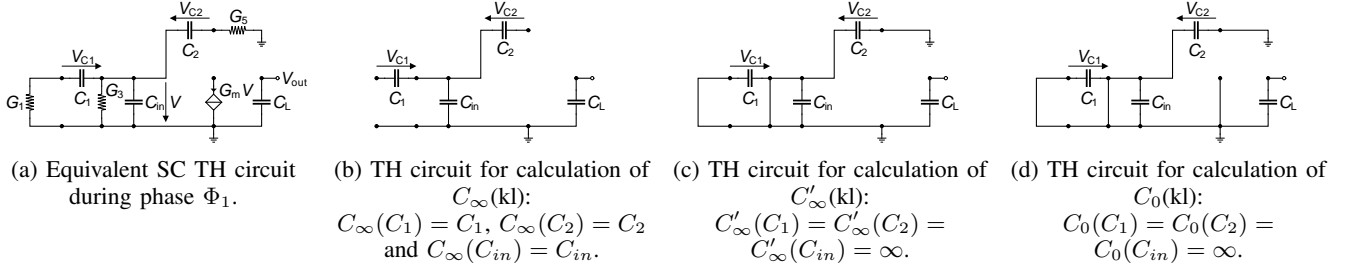 V_C2
G_5
C_2
V_C1
G_1
C_1
G_3
C_in
V
G_m V
C_L
V_out
V_C2
C_2
V_C1
C_1
C_in
C_L
V_C2
C_2
V_C1
C_1
C_in
C_L
V_C2
C_2
V_C1
C_1
C_in
C_L
(a) Equivalent SC TH circuit
during phase Φ_1.
(b) TH circuit for calculation of
C_∞(kl):
C_∞(C_1) = C_1, C_∞(C_2) = C_2
and C_∞(C_in) = C_in.
(c) TH circuit for calculation of
C′_∞(kl):
C′_∞(C_1) = C′_∞(C_2) =
C′_∞(C_in) = ∞.
(d) TH circuit for calculation of
C_0(kl):
C_0(C_1) = C_0(C_2) =
C_0(C_in) = ∞.